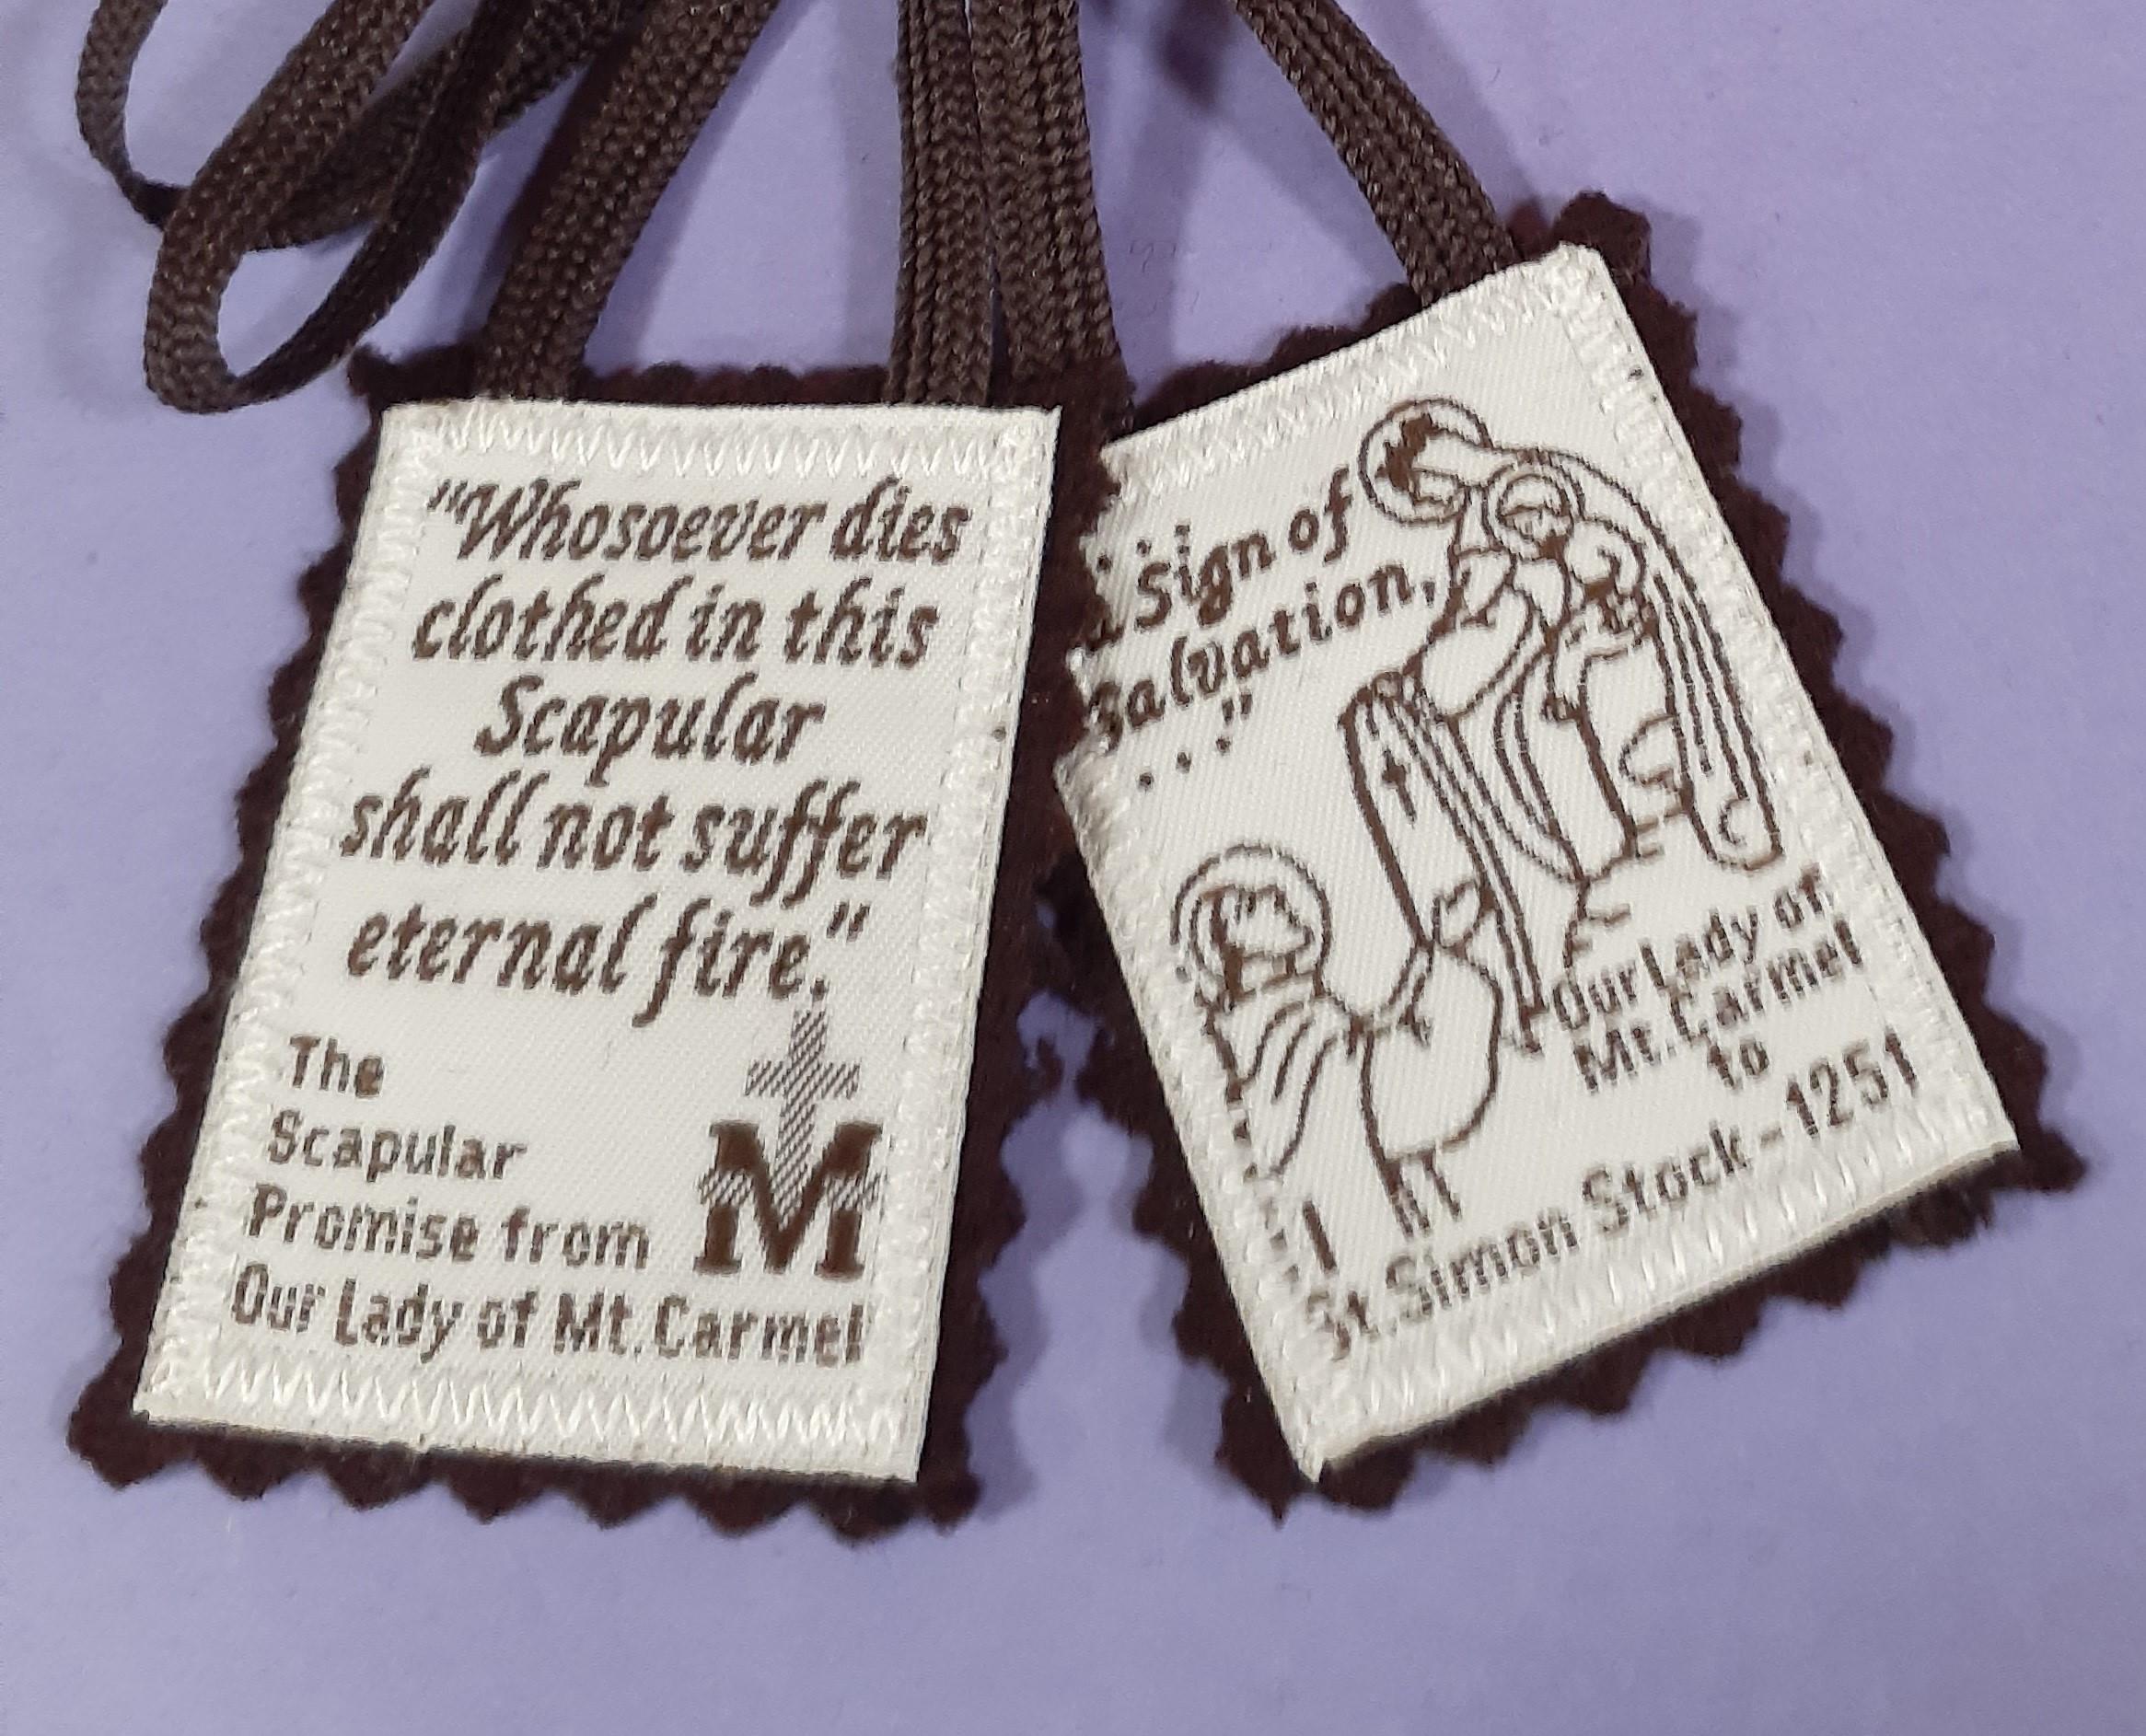 "Whosoever dies
clothed in this
Scapular
shall not suffer
eternal fire."
The
Scapular
Promise from
Our Lady of Mt. Carmel
M
Sign of
Salvation,
. . ."
Our Lady of
Mt. Carmel
to
St. Simon Stock - 1251